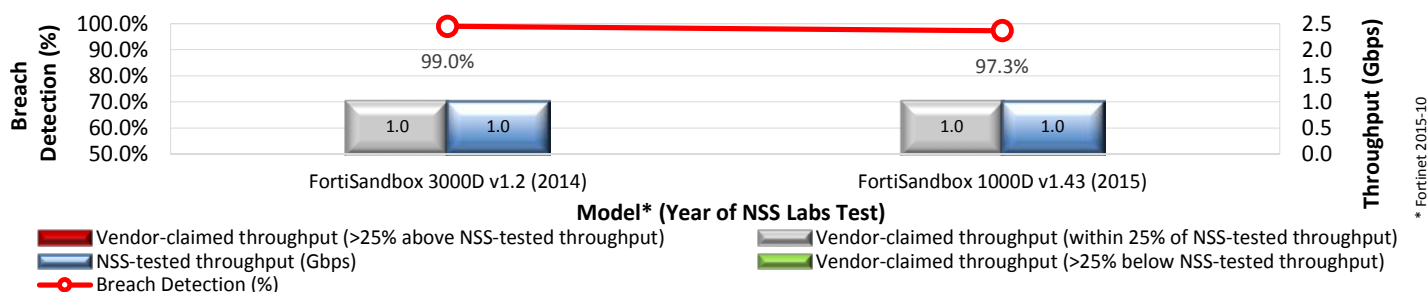 Breach
Detection (%)
100.0%
90.0%
80.0%
70.0%
60.0%
50.0%
99.0%
97.3%
1.0
1.0
1.0
1.0
2.5
2.0
1.5
1.0
0.5
0.0
Throughput (Gbps)
FortiSandbox 3000D v1.2 (2014)
FortiSandbox 1000D v1.43 (2015)
Model* (Year of NSS Labs Test)
Vendor-claimed throughput (>25% above NSS-tested throughput)
Vendor-claimed throughput (within 25% of NSS-tested throughput)
NSS-tested throughput (Gbps)
Vendor-claimed throughput (>25% below NSS-tested throughput)
Breach Detection (%)
* Fortinet 2015-10